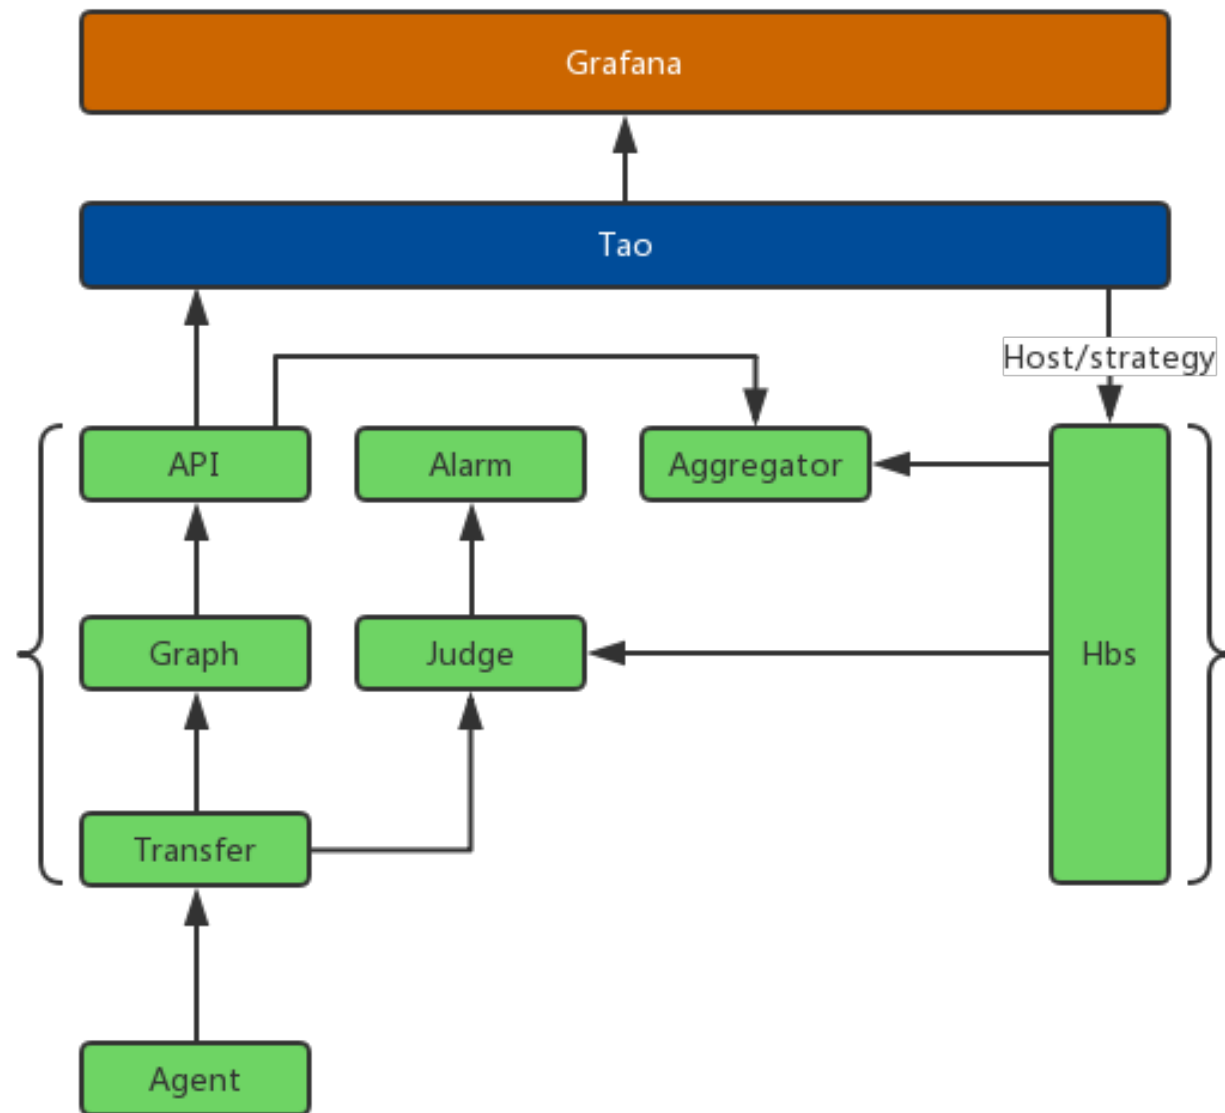 Grafana
Tao
Host/strategy
API
Alarm
Aggregator
Graph
Judge
Hbs
Transfer
Agent